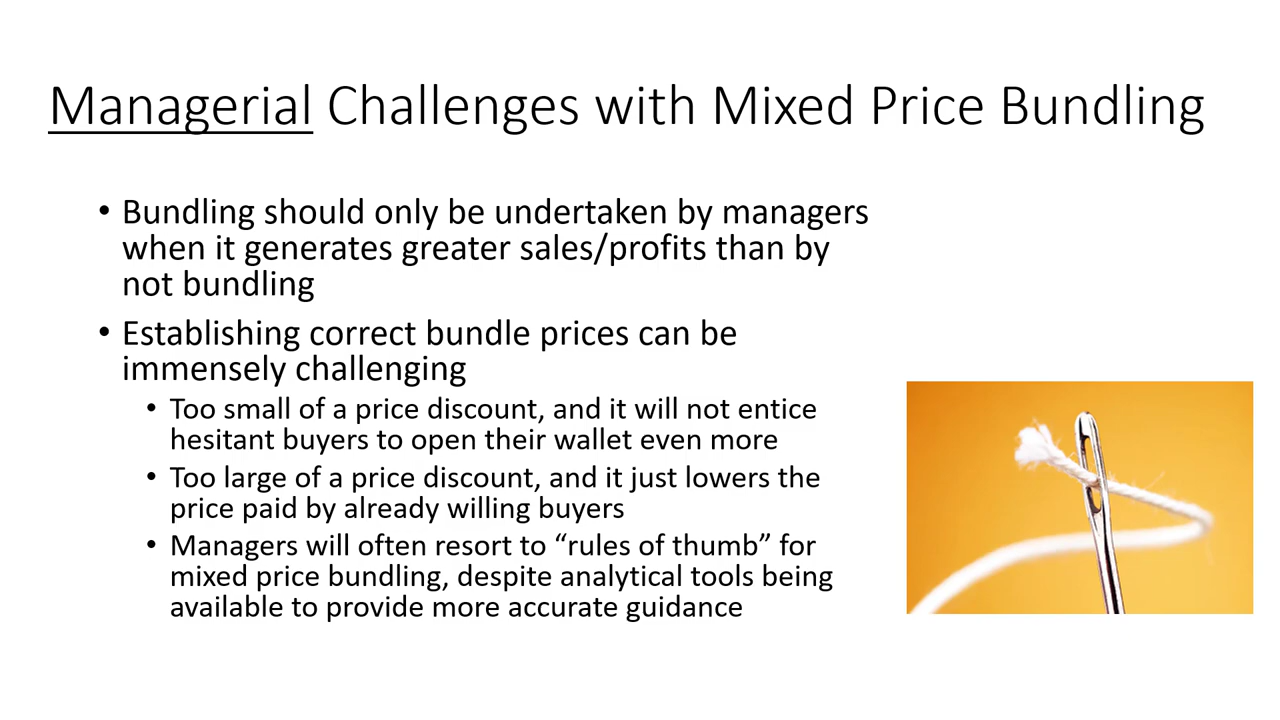 Managerial Challenges with Mixed Price Bundling
• Bundling should only be undertaken by managers
when it generates greater sales/profits than by
not bundling
• Establishing correct bundle prices can be
immensely challenging
• Too small of a price discount, and it will not entice
hesitant buyers to open their wallet even more
• Too large of a price discount, and it just lowers the
price paid by already willing buyers
• Managers will often resort to “rules of thumb” for
mixed price bundling, despite analytical tools being
available to provide more accurate guidance